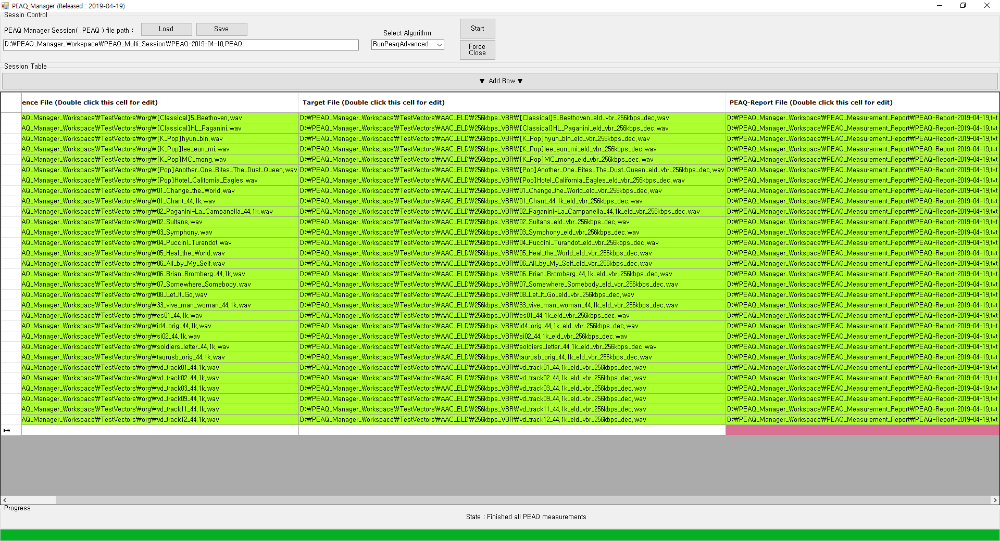 PEAQ_Manager (Released : 2019-04-19)
Sessin Control
PEAQ Manager Session( .PEAQ ) file path :
Load
Save
D:₩PEAQ_Manager_Workspace₩PEAQ_Multi_Session₩PEAQ-2019-04-10.PEAQ
Select Algorithm
RunPeaqAdvanced
Start
Force
Close
Session Table
▼ Add Row ▼
ence File (Double click this cell for edit) Target File (Double click this cell for edit) PEAQ-Report File (Double click this cell for edit)
AQ_Manager_Workspace₩TestVectors₩org₩[Classical]5_Beethoven.wav D:₩PEAQ_Manager_Workspace₩TestVectors₩AAC_ELD₩256kbps_VBR₩[Classical]5_Beethoven_eld_vbr_256kbps_dec.wav D:₩PEAQ_Manager_Workspace₩PEAQ_Measurement_Report₩PEAQ-Report-2019-04-19.txt
AQ_Manager_Workspace₩TestVectors₩org₩[Classical]HL_Paganini.wav D:₩PEAQ_Manager_Workspace₩TestVectors₩AAC_ELD₩256kbps_VBR₩[Classical]HL_Paganini_eld_vbr_256kbps_dec.wav D:₩PEAQ_Manager_Workspace₩PEAQ_Measurement_Report₩PEAQ-Report-2019-04-19.txt
AQ_Manager_Workspace₩TestVectors₩org₩[K_Pop]hyun_bin.wav D:₩PEAQ_Manager_Workspace₩TestVectors₩AAC_ELD₩256kbps_VBR₩[K_Pop]hyun_bin_eld_vbr_256kbps_dec.wav D:₩PEAQ_Manager_Workspace₩PEAQ_Measurement_Report₩PEAQ-Report-2019-04-19.txt
AQ_Manager_Workspace₩TestVectors₩org₩[K_Pop]lee_eun_mi.wav D:₩PEAQ_Manager_Workspace₩TestVectors₩AAC_ELD₩256kbps_VBR₩[K_Pop]lee_eun_mi_eld_vbr_256kbps_dec.wav D:₩PEAQ_Manager_Workspace₩PEAQ_Measurement_Report₩PEAQ-Report-2019-04-19.txt
AQ_Manager_Workspace₩TestVectors₩org₩[K_Pop]MC_mong.wav D:₩PEAQ_Manager_Workspace₩TestVectors₩AAC_ELD₩256kbps_VBR₩[K_Pop]MC_mong_eld_vbr_256kbps_dec.wav D:₩PEAQ_Manager_Workspace₩PEAQ_Measurement_Report₩PEAQ-Report-2019-04-19.txt
AQ_Manager_Workspace₩TestVectors₩org₩[Pop]Another_One_Bites_The_Dust_Queen.wav D:₩PEAQ_Manager_Workspace₩TestVectors₩AAC_ELD₩256kbps_VBR₩[Pop]Another_One_Bites_The_Dust_Queen_eld_vbr_256kbps_dec.wav D:₩PEAQ_Manager_Workspace₩PEAQ_Measurement_Report₩PEAQ-Report-2019-04-19.txt
AQ_Manager_Workspace₩TestVectors₩org₩[Pop]Hotel_California_Eagles.wav D:₩PEAQ_Manager_Workspace₩TestVectors₩AAC_ELD₩256kbps_VBR₩[Pop]Hotel_California_Eagles_eld_vbr_256kbps_dec.wav D:₩PEAQ_Manager_Workspace₩PEAQ_Measurement_Report₩PEAQ-Report-2019-04-19.txt
AQ_Manager_Workspace₩TestVectors₩org₩01_Change_the_World.wav D:₩PEAQ_Manager_Workspace₩TestVectors₩AAC_ELD₩256kbps_VBR₩01_Change_the_World_eld_vbr_256kbps_dec.wav D:₩PEAQ_Manager_Workspace₩PEAQ_Measurement_Report₩PEAQ-Report-2019-04-19.txt
AQ_Manager_Workspace₩TestVectors₩org₩01_Chant_44.1k.wav D:₩PEAQ_Manager_Workspace₩TestVectors₩AAC_ELD₩256kbps_VBR₩01_Chant_44.1k_eld_vbr_256kbps_dec.wav D:₩PEAQ_Manager_Workspace₩PEAQ_Measurement_Report₩PEAQ-Report-2019-04-19.txt
AQ_Manager_Workspace₩TestVectors₩org₩02_Paganini-La_Campanella_44.1k.wav D:₩PEAQ_Manager_Workspace₩TestVectors₩AAC_ELD₩256kbps_VBR₩02_Paganini-La_Campanella_44.1k_eld_vbr_256kbps_dec.wav D:₩PEAQ_Manager_Workspace₩PEAQ_Measurement_Report₩PEAQ-Report-2019-04-19.txt
AQ_Manager_Workspace₩TestVectors₩org₩02_Sultans.wav D:₩PEAQ_Manager_Workspace₩TestVectors₩AAC_ELD₩256kbps_VBR₩02_Sultans_eld_vbr_256kbps_dec.wav D:₩PEAQ_Manager_Workspace₩PEAQ_Measurement_Report₩PEAQ-Report-2019-04-19.txt
AQ_Manager_Workspace₩TestVectors₩org₩03_Symphony.wav D:₩PEAQ_Manager_Workspace₩TestVectors₩AAC_ELD₩256kbps_VBR₩03_Symphony_eld_vbr_256kbps_dec.wav D:₩PEAQ_Manager_Workspace₩PEAQ_Measurement_Report₩PEAQ-Report-2019-04-19.txt
AQ_Manager_Workspace₩TestVectors₩org₩04_Puccini_Turandot.wav D:₩PEAQ_Manager_Workspace₩TestVectors₩AAC_ELD₩256kbps_VBR₩04_Puccini_Turandot_eld_vbr_256kbps_dec.wav D:₩PEAQ_Manager_Workspace₩PEAQ_Measurement_Report₩PEAQ-Report-2019-04-19.txt
AQ_Manager_Workspace₩TestVectors₩org₩05_Heal_the_World.wav D:₩PEAQ_Manager_Workspace₩TestVectors₩AAC_ELD₩256kbps_VBR₩05_Heal_the_World_eld_vbr_256kbps_dec.wav D:₩PEAQ_Manager_Workspace₩PEAQ_Measurement_Report₩PEAQ-Report-2019-04-19.txt
AQ_Manager_Workspace₩TestVectors₩org₩06_All_by_My_Self.wav D:₩PEAQ_Manager_Workspace₩TestVectors₩AAC_ELD₩256kbps_VBR₩06_All_by_My_Self_eld_vbr_256kbps_dec.wav D:₩PEAQ_Manager_Workspace₩PEAQ_Measurement_Report₩PEAQ-Report-2019-04-19.txt
AQ_Manager_Workspace₩TestVectors₩org₩06_Brian_Bromberg_44.1k.wav D:₩PEAQ_Manager_Workspace₩TestVectors₩AAC_ELD₩256kbps_VBR₩06_Brian_Bromberg_44.1k_eld_vbr_256kbps_dec.wav D:₩PEAQ_Manager_Workspace₩PEAQ_Measurement_Report₩PEAQ-Report-2019-04-19.txt
AQ_Manager_Workspace₩TestVectors₩org₩07_Somewhere_Somebody.wav D:₩PEAQ_Manager_Workspace₩TestVectors₩AAC_ELD₩256kbps_VBR₩07_Somewhere_Somebody_eld_vbr_256kbps_dec.wav D:₩PEAQ_Manager_Workspace₩PEAQ_Measurement_Report₩PEAQ-Report-2019-04-19.txt
AQ_Manager_Workspace₩TestVectors₩org₩08_Let_It_Go.wav D:₩PEAQ_Manager_Workspace₩TestVectors₩AAC_ELD₩256kbps_VBR₩08_Let_It_Go_eld_vbr_256kbps_dec.wav D:₩PEAQ_Manager_Workspace₩PEAQ_Measurement_Report₩PEAQ-Report-2019-04-19.txt
AQ_Manager_Workspace₩TestVectors₩org₩33_vive_man_woman_44.1k.wav D:₩PEAQ_Manager_Workspace₩TestVectors₩AAC_ELD₩256kbps_VBR₩33_vive_man_woman_44.1k_eld_vbr_256kbps_dec.wav D:₩PEAQ_Manager_Workspace₩PEAQ_Measurement_Report₩PEAQ-Report-2019-04-19.txt
AQ_Manager_Workspace₩TestVectors₩org₩es01_44.1k.wav D:₩PEAQ_Manager_Workspace₩TestVectors₩AAC_ELD₩256kbps_VBR₩es01_44.1k_eld_vbr_256kbps_dec.wav D:₩PEAQ_Manager_Workspace₩PEAQ_Measurement_Report₩PEAQ-Report-2019-04-19.txt
AQ_Manager_Workspace₩TestVectors₩org₩id4_orig_44.1k.wav D:₩PEAQ_Manager_Workspace₩TestVectors₩AAC_ELD₩256kbps_VBR₩id4_orig_44.1k_eld_vbr_256kbps_dec.wav D:₩PEAQ_Manager_Workspace₩PEAQ_Measurement_Report₩PEAQ-Report-2019-04-19.txt
AQ_Manager_Workspace₩TestVectors₩org₩si02_44.1k.wav D:₩PEAQ_Manager_Workspace₩TestVectors₩AAC_ELD₩256kbps_VBR₩si02_44.1k_eld_vbr_256kbps_dec.wav D:₩PEAQ_Manager_Workspace₩PEAQ_Measurement_Report₩PEAQ-Report-2019-04-19.txt
AQ_Manager_Workspace₩TestVectors₩org₩soldiers_letter_44.1k.wav D:₩PEAQ_Manager_Workspace₩TestVectors₩AAC_ELD₩256kbps_VBR₩soldiers_letter_44.1k_eld_vbr_256kbps_dec.wav D:₩PEAQ_Manager_Workspace₩PEAQ_Measurement_Report₩PEAQ-Report-2019-04-19.txt
AQ_Manager_Workspace₩TestVectors₩org₩taurusb_orig_44.1k.wav D:₩PEAQ_Manager_Workspace₩TestVectors₩AAC_ELD₩256kbps_VBR₩taurusb_orig_44.1k_eld_vbr_256kbps_dec.wav D:₩PEAQ_Manager_Workspace₩PEAQ_Measurement_Report₩PEAQ-Report-2019-04-19.txt
AQ_Manager_Workspace₩TestVectors₩org₩vd_track01_44.1k.wav D:₩PEAQ_Manager_Workspace₩TestVectors₩AAC_ELD₩256kbps_VBR₩vd_track01_44.1k_eld_vbr_256kbps_dec.wav D:₩PEAQ_Manager_Workspace₩PEAQ_Measurement_Report₩PEAQ-Report-2019-04-19.txt
AQ_Manager_Workspace₩TestVectors₩org₩vd_track02_44.1k.wav D:₩PEAQ_Manager_Workspace₩TestVectors₩AAC_ELD₩256kbps_VBR₩vd_track02_44.1k_eld_vbr_256kbps_dec.wav D:₩PEAQ_Manager_Workspace₩PEAQ_Measurement_Report₩PEAQ-Report-2019-04-19.txt
AQ_Manager_Workspace₩TestVectors₩org₩vd_track03_44.1k.wav D:₩PEAQ_Manager_Workspace₩TestVectors₩AAC_ELD₩256kbps_VBR₩vd_track03_44.1k_eld_vbr_256kbps_dec.wav D:₩PEAQ_Manager_Workspace₩PEAQ_Measurement_Report₩PEAQ-Report-2019-04-19.txt
AQ_Manager_Workspace₩TestVectors₩org₩vd_track09_44.1k.wav D:₩PEAQ_Manager_Workspace₩TestVectors₩AAC_ELD₩256kbps_VBR₩vd_track09_44.1k_eld_vbr_256kbps_dec.wav D:₩PEAQ_Manager_Workspace₩PEAQ_Measurement_Report₩PEAQ-Report-2019-04-19.txt
AQ_Manager_Workspace₩TestVectors₩org₩vd_track11_44.1k.wav D:₩PEAQ_Manager_Workspace₩TestVectors₩AAC_ELD₩256kbps_VBR₩vd_track11_44.1k_eld_vbr_256kbps_dec.wav D:₩PEAQ_Manager_Workspace₩PEAQ_Measurement_Report₩PEAQ-Report-2019-04-19.txt
AQ_Manager_Workspace₩TestVectors₩org₩vd_track12_44.1k.wav D:₩PEAQ_Manager_Workspace₩TestVectors₩AAC_ELD₩256kbps_VBR₩vd_track12_44.1k_eld_vbr_256kbps_dec.wav D:₩PEAQ_Manager_Workspace₩PEAQ_Measurement_Report₩PEAQ-Report-2019-04-19.txt
Progress
State : Finished all PEAQ measurements